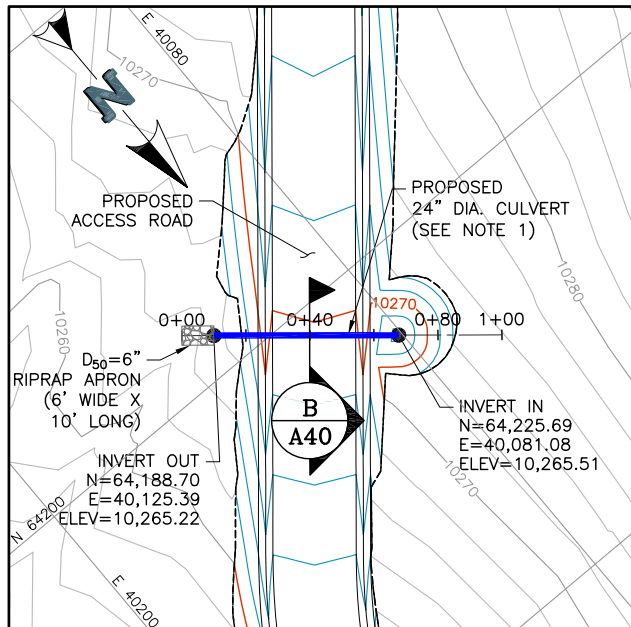 E 40080
10270
N
PROPOSED
ACCESS ROAD
PROPOSED
24" DIA. CULVERT
(SEE NOTE 1)
10280
10260
10270
0+00
0+40
0+80
1+00
D50=6"
RIPRAP APRON
(6' WIDE X
10' LONG)
B
A40
INVERT IN
N=64,225.69
E=40,081.08
ELEV=10,265.51
INVERT OUT
N=64,188.70
E=40,125.39
ELEV=10,265.22
10270
N 64200
E 40200